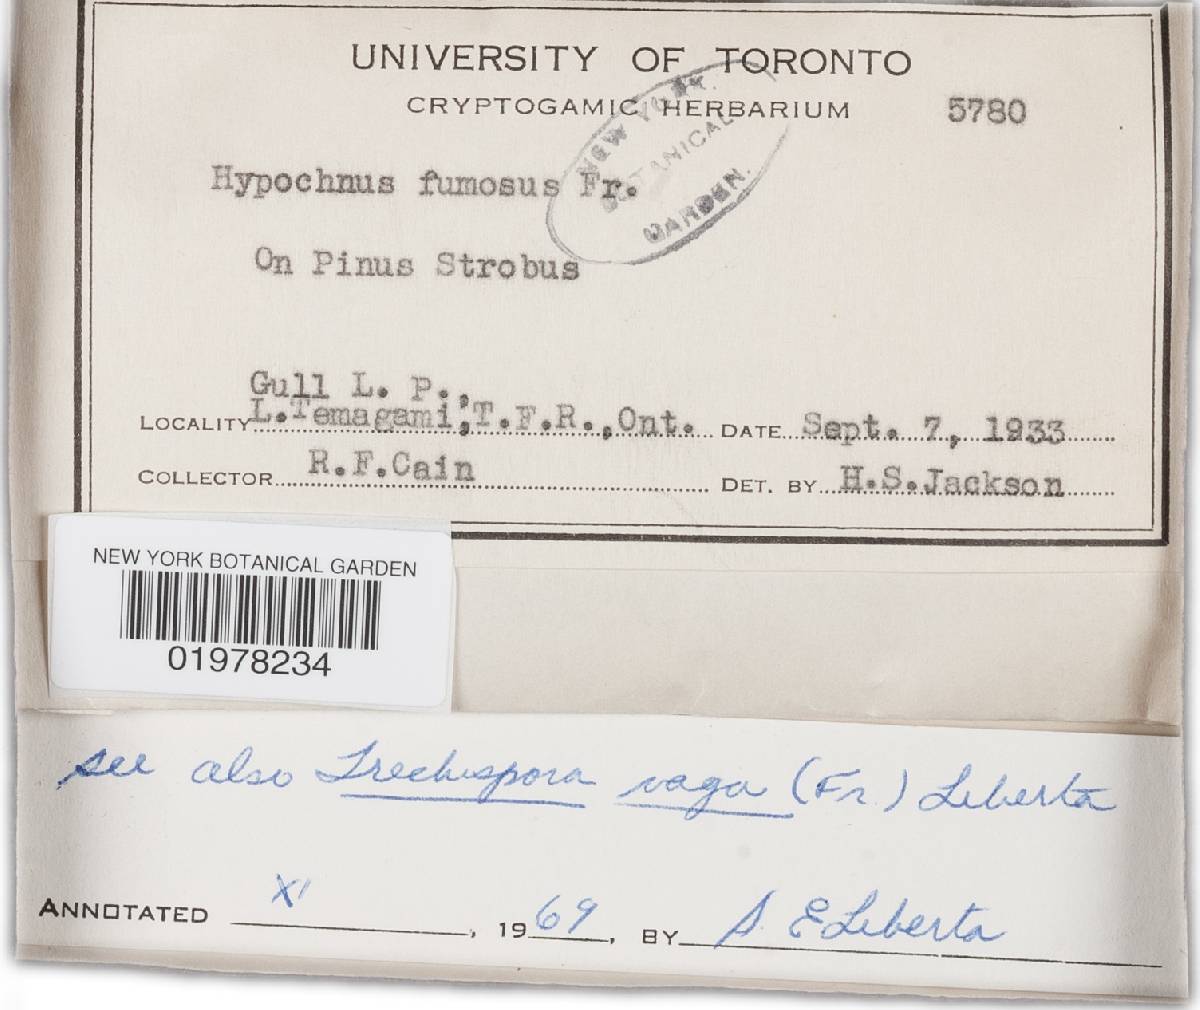 UNIVERSITY OF TORONTO
CRYPTOGAMIC HERBARIUM 5780
NEW YORK
BOTANICAL
GARDEN.
Hypochnus fumosus Fr.
On Pinus Strobus
Gull L. P.,
LOCALITY L.Temagami;T.F.R.,Ont. DATE Sept. 7, 1933
COLLECTOR R.F.Cain DET. BY H.S.Jackson
NEW YORK BOTANICAL GARDEN
01978234
see also Trechispora vaga (Fr.) Liberta
ANNOTATED XI, 1969, BY A E Liberta